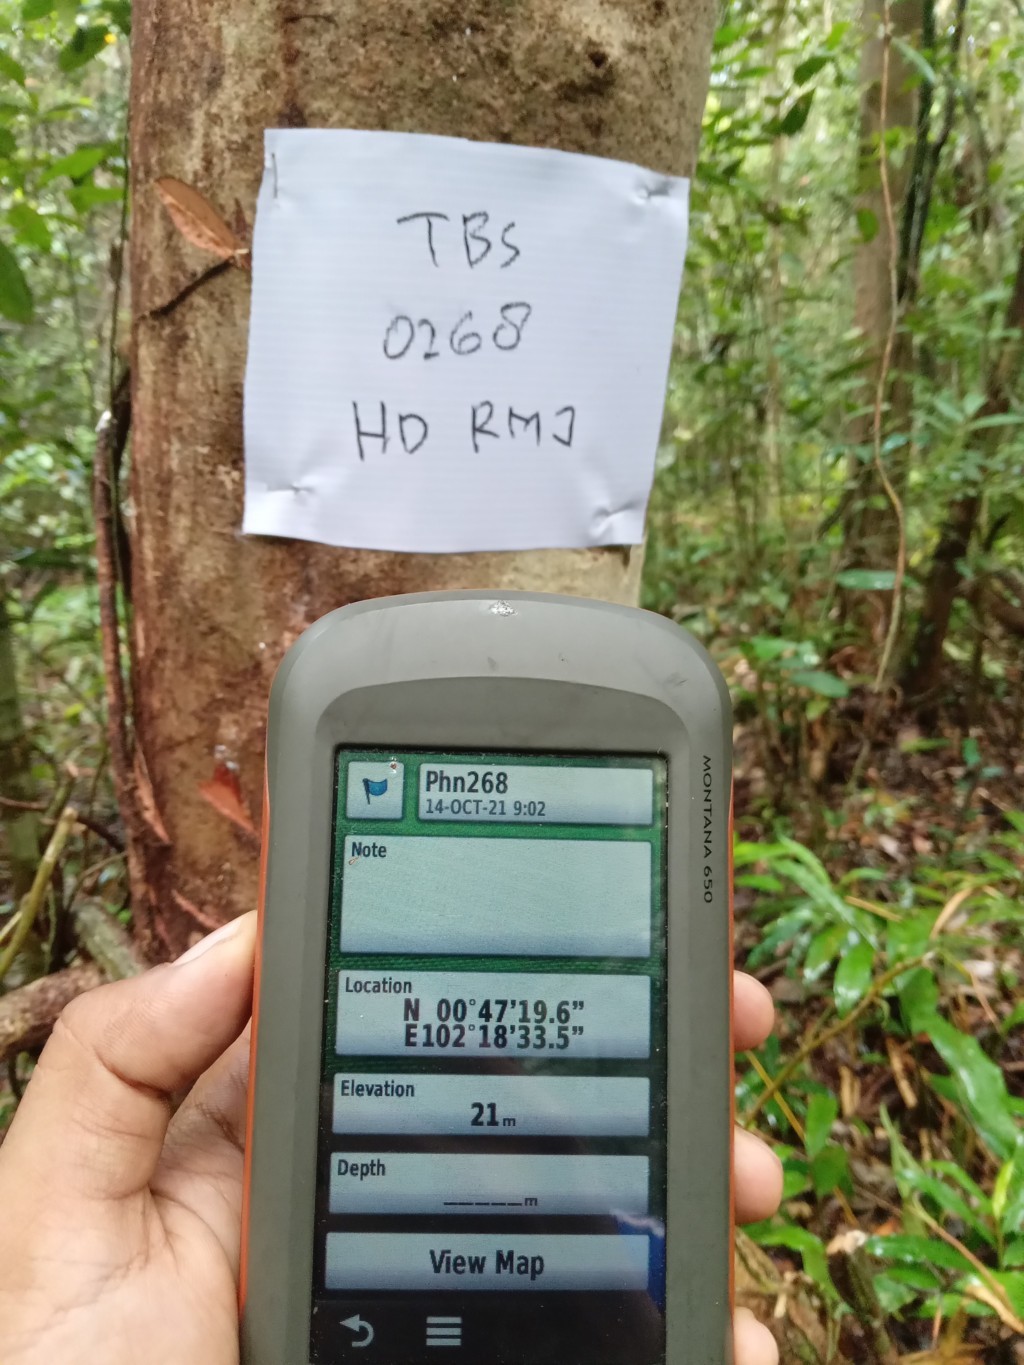 TBS
0268
HD RMJ
MONTANA 650
Phn268
14-OCT-21 9:02
Note
Location
N 00°47'19.6"
E102°18'33.5"
Elevation
21m
Depth
_____m
View Map